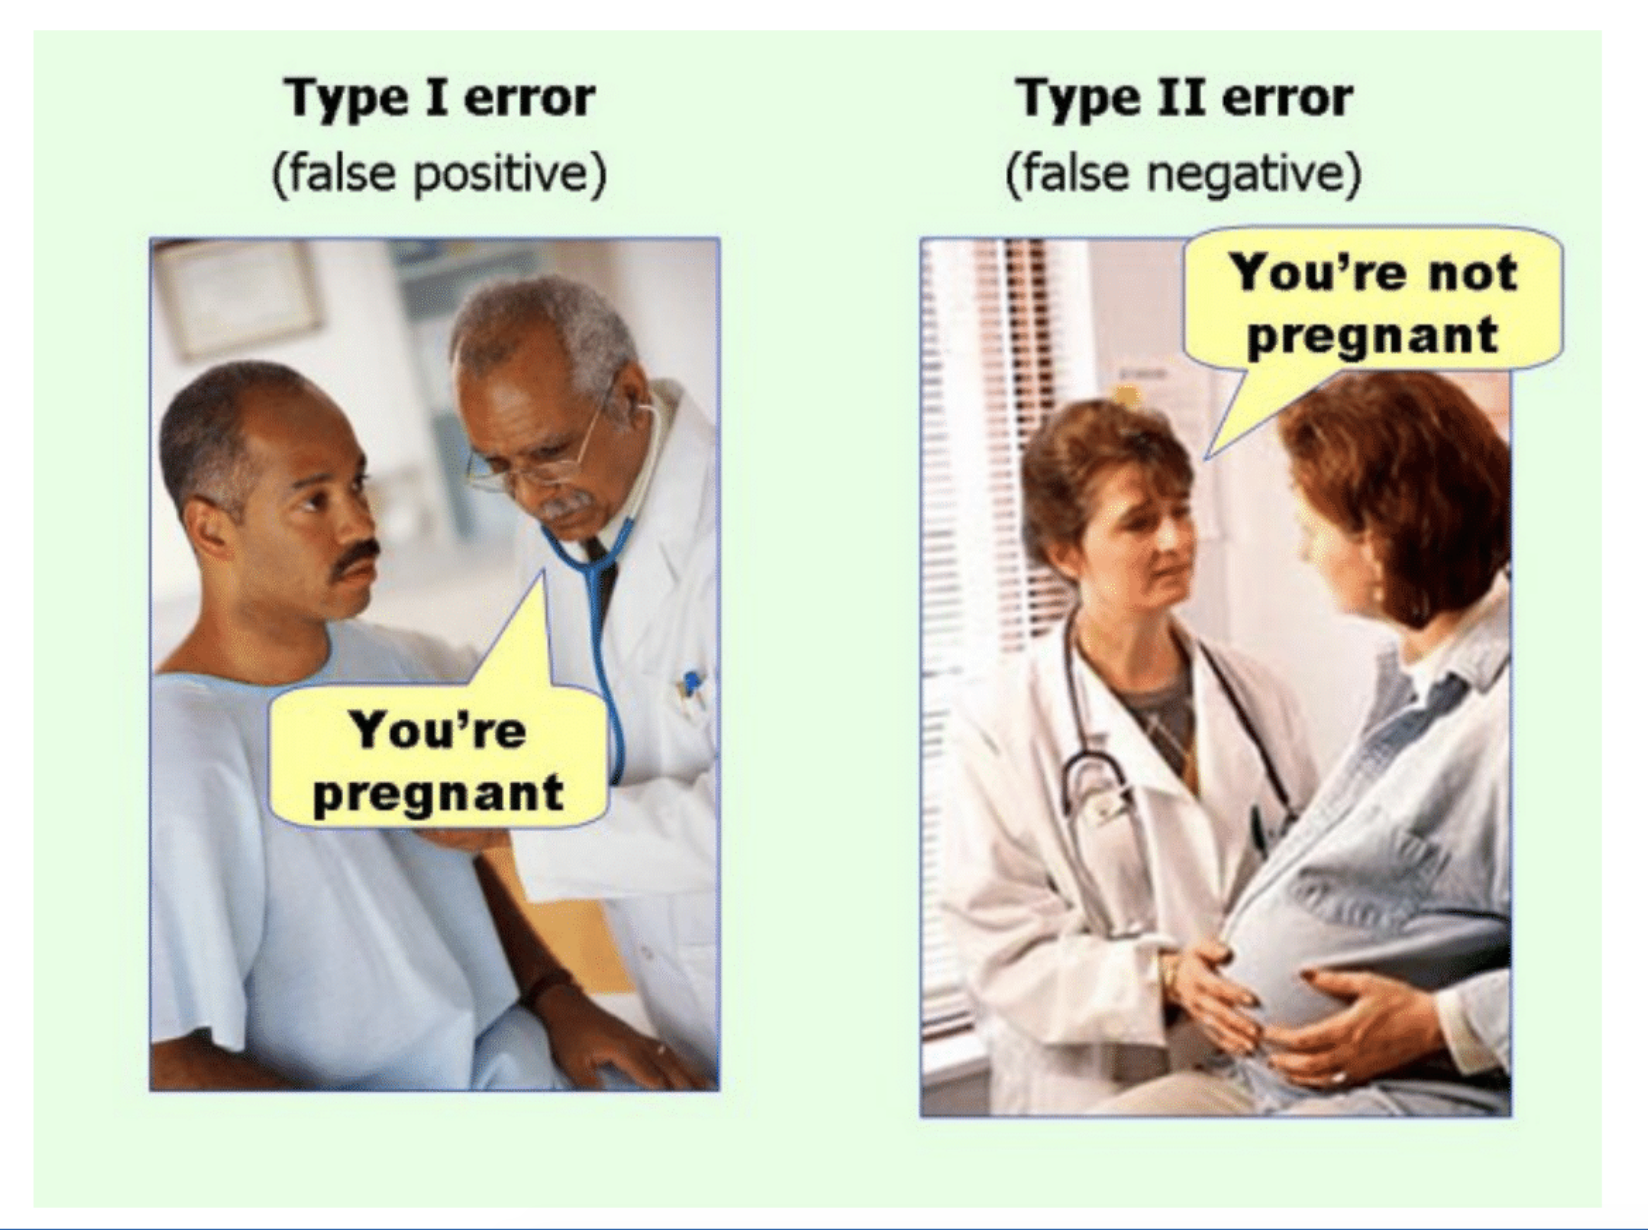 Type I error
(false positive)
You're
pregnant
Type II error
(false negative)
You're not
pregnant